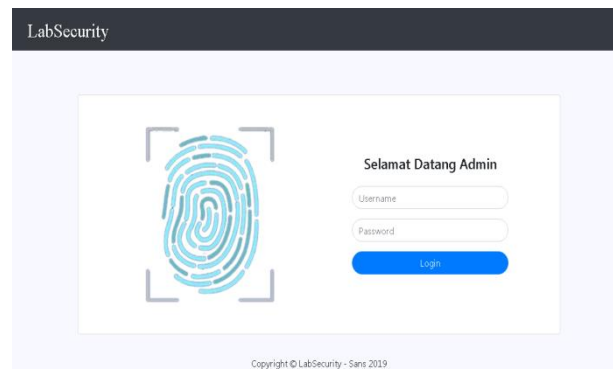 LabSecurity
Selamat Datang Admin
Username
Password
Login
Copyright © LabSecurity - Sans 2019